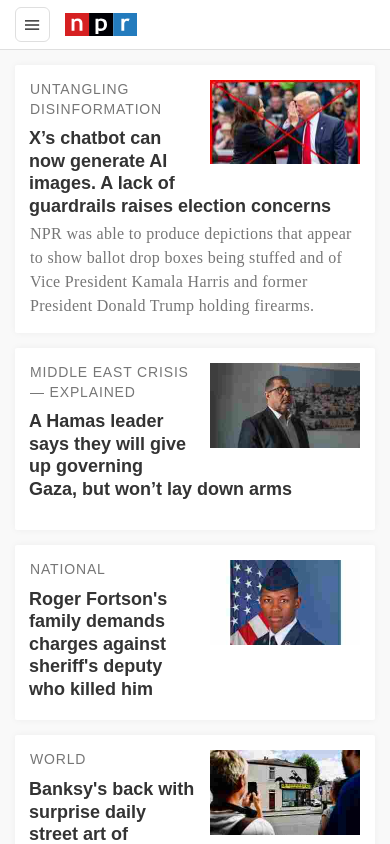 npr
UNTANGLING
DISINFORMATION
X’s chatbot can
now generate AI
images. A lack of
guardrails raises election concerns
NPR was able to produce depictions that appear
to show ballot drop boxes being stuffed and of
Vice President Kamala Harris and former
President Donald Trump holding firearms.
MIDDLE EAST CRISIS
— EXPLAINED
A Hamas leader
says they will give
up governing
Gaza, but won’t lay down arms
NATIONAL
Roger Fortson's
family demands
charges against
sheriff's deputy
who killed him
WORLD
Banksy's back with
surprise daily
street art of